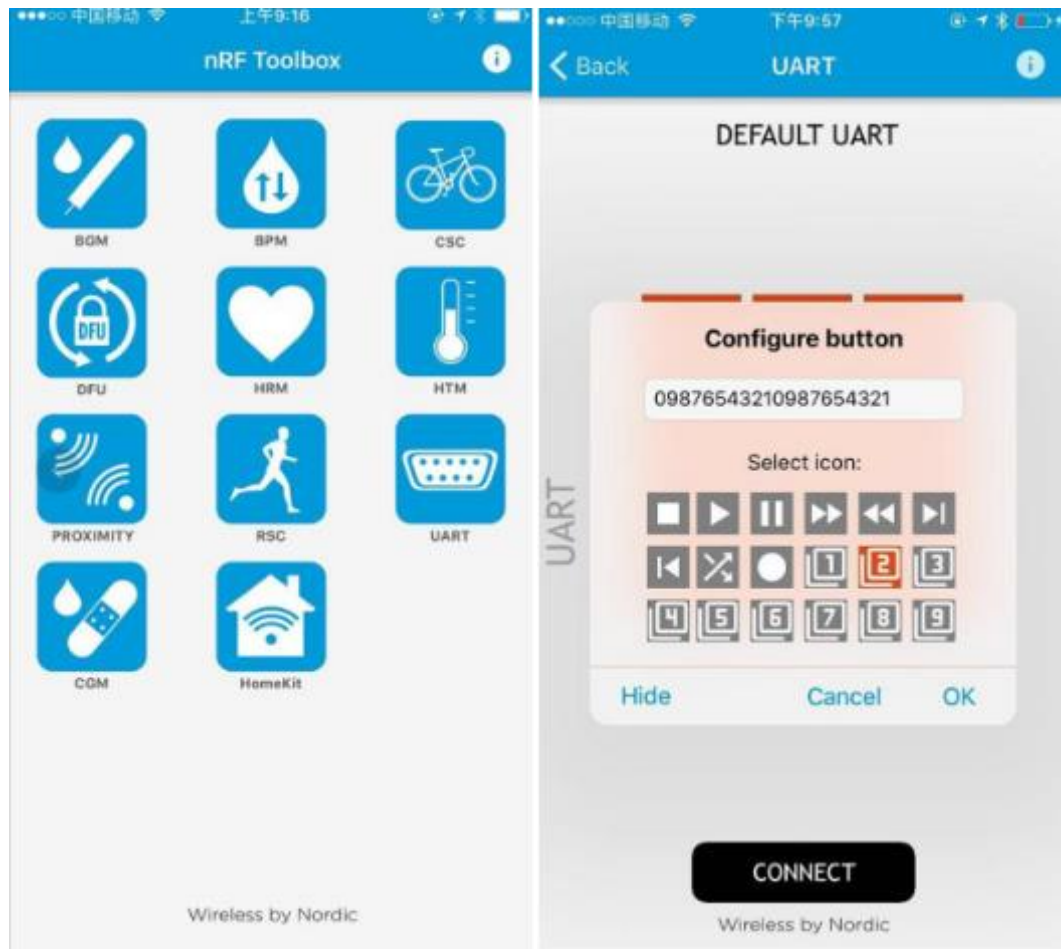 中国移动 上午9:16
nRF Toolbox
BGM BPM CSC
DFU
DFU HRM HTM
PROXIMITY RSC UART
CGM HomeKit
Wireless by Nordic
中国移动 下午9:57
Back UART
DEFAULT UART
Configure button
09876543210987654321
Select icon:
UART
1 2 3
4 5 6 7 8 9
Hide Cancel OK
CONNECT
Wireless by Nordic